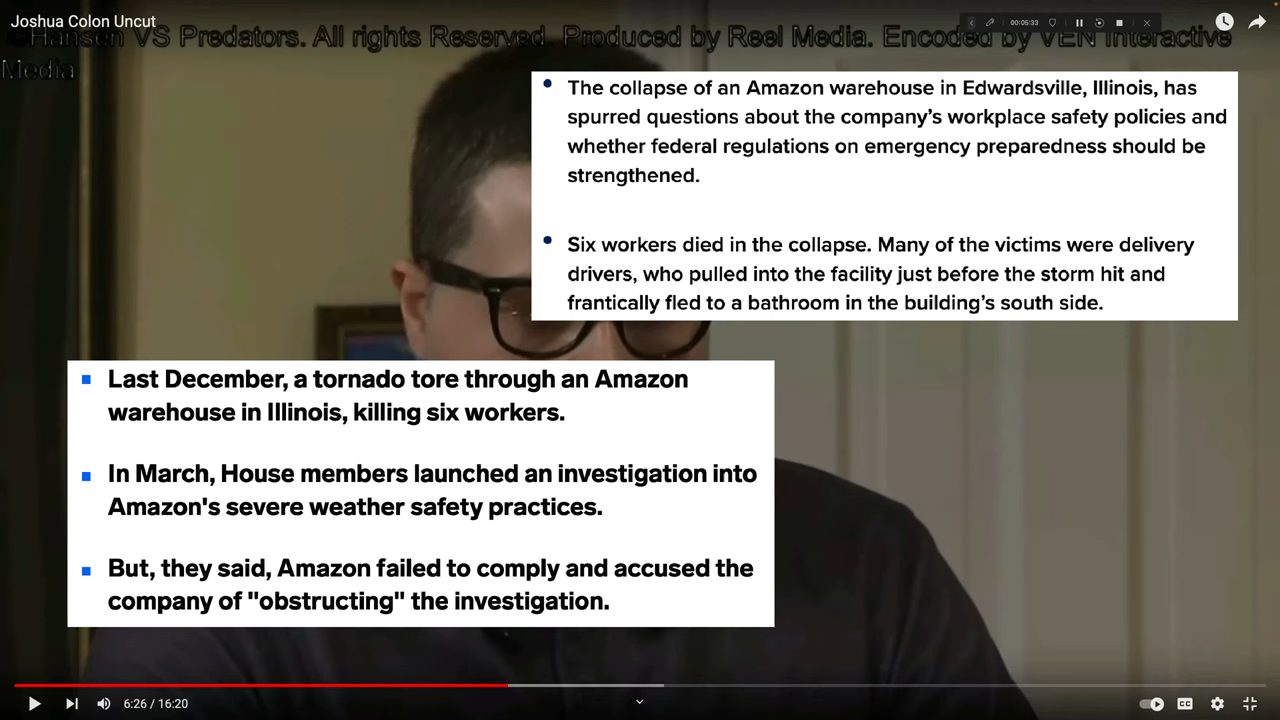 Joshua Colon Uncut
00:05:33
©Hansen VS Predators. All rights Reserved. Produced by Reel Media. Encoded by VEN Interactive
Media
• The collapse of an Amazon warehouse in Edwardsville, Illinois, has
spurred questions about the company’s workplace safety policies and
whether federal regulations on emergency preparedness should be
strengthened.
• Six workers died in the collapse. Many of the victims were delivery
drivers, who pulled into the facility just before the storm hit and
frantically fled to a bathroom in the building’s south side.
▪ Last December, a tornado tore through an Amazon
warehouse in Illinois, killing six workers.
▪ In March, House members launched an investigation into
Amazon's severe weather safety practices.
▪ But, they said, Amazon failed to comply and accused the
company of "obstructing" the investigation.
6:26 / 16:20
CC